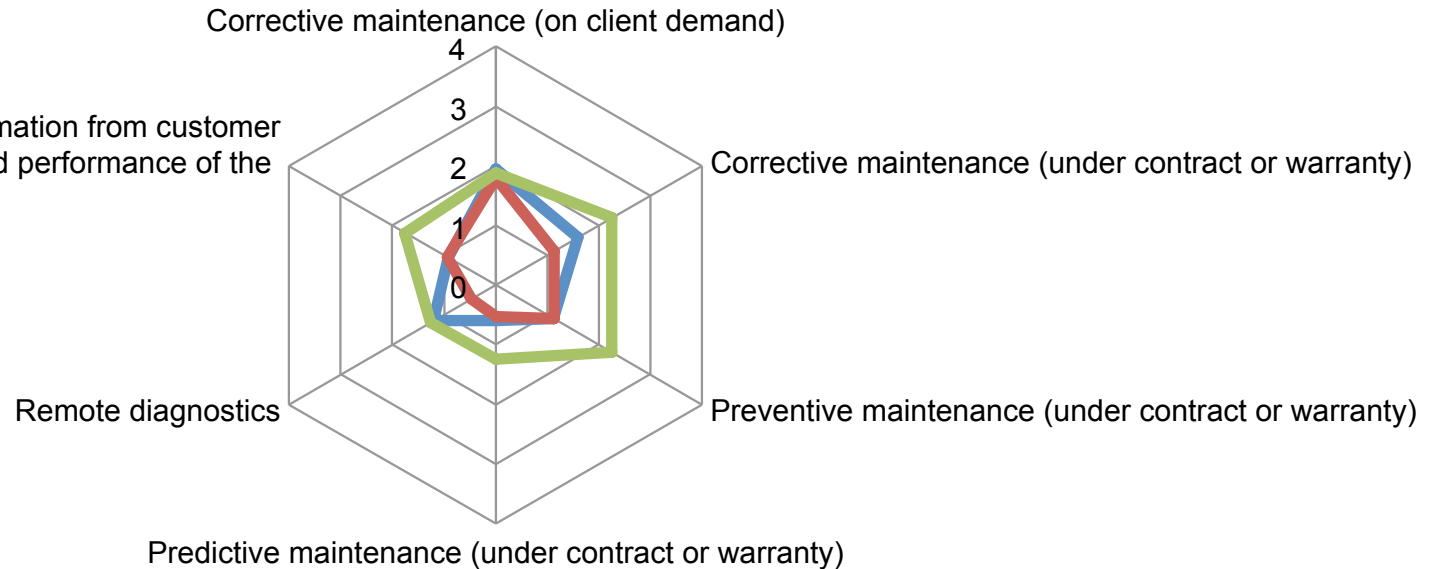 Corrective maintenance (on client demand)
4
3
mation from customer
d performance of the
2
Corrective maintenance (under contract or warranty)
1
0
Remote diagnostics
Preventive maintenance (under contract or warranty)
Predictive maintenance (under contract or warranty)